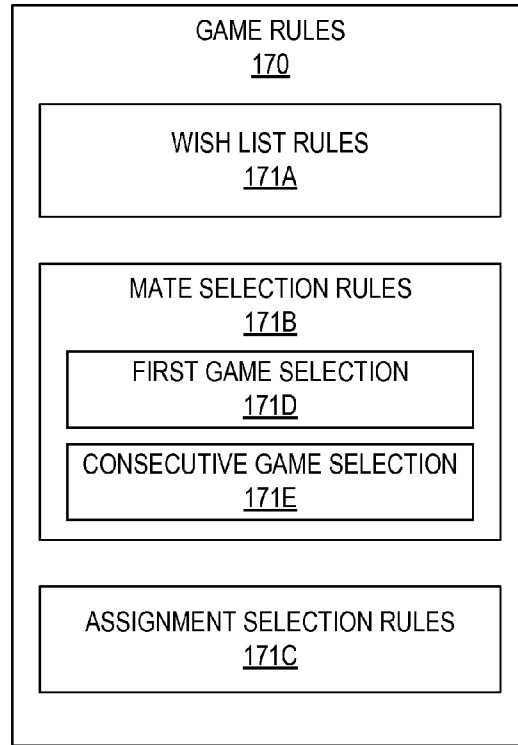 GAME RULES
170
WISH LIST RULES
171A
MATE SELECTION RULES
171B
FIRST GAME SELECTION
171D
CONSECUTIVE GAME SELECTION
171E
ASSIGNMENT SELECTION RULES
171C